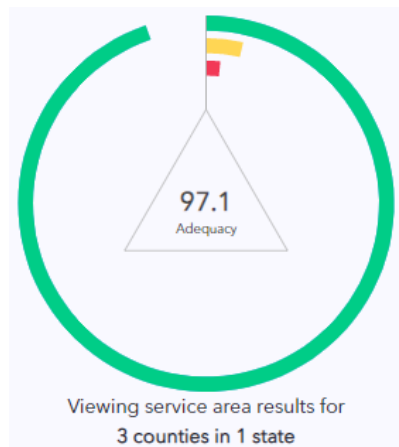 97.1
Adequacy
Viewing service area results for
3 counties in 1 state